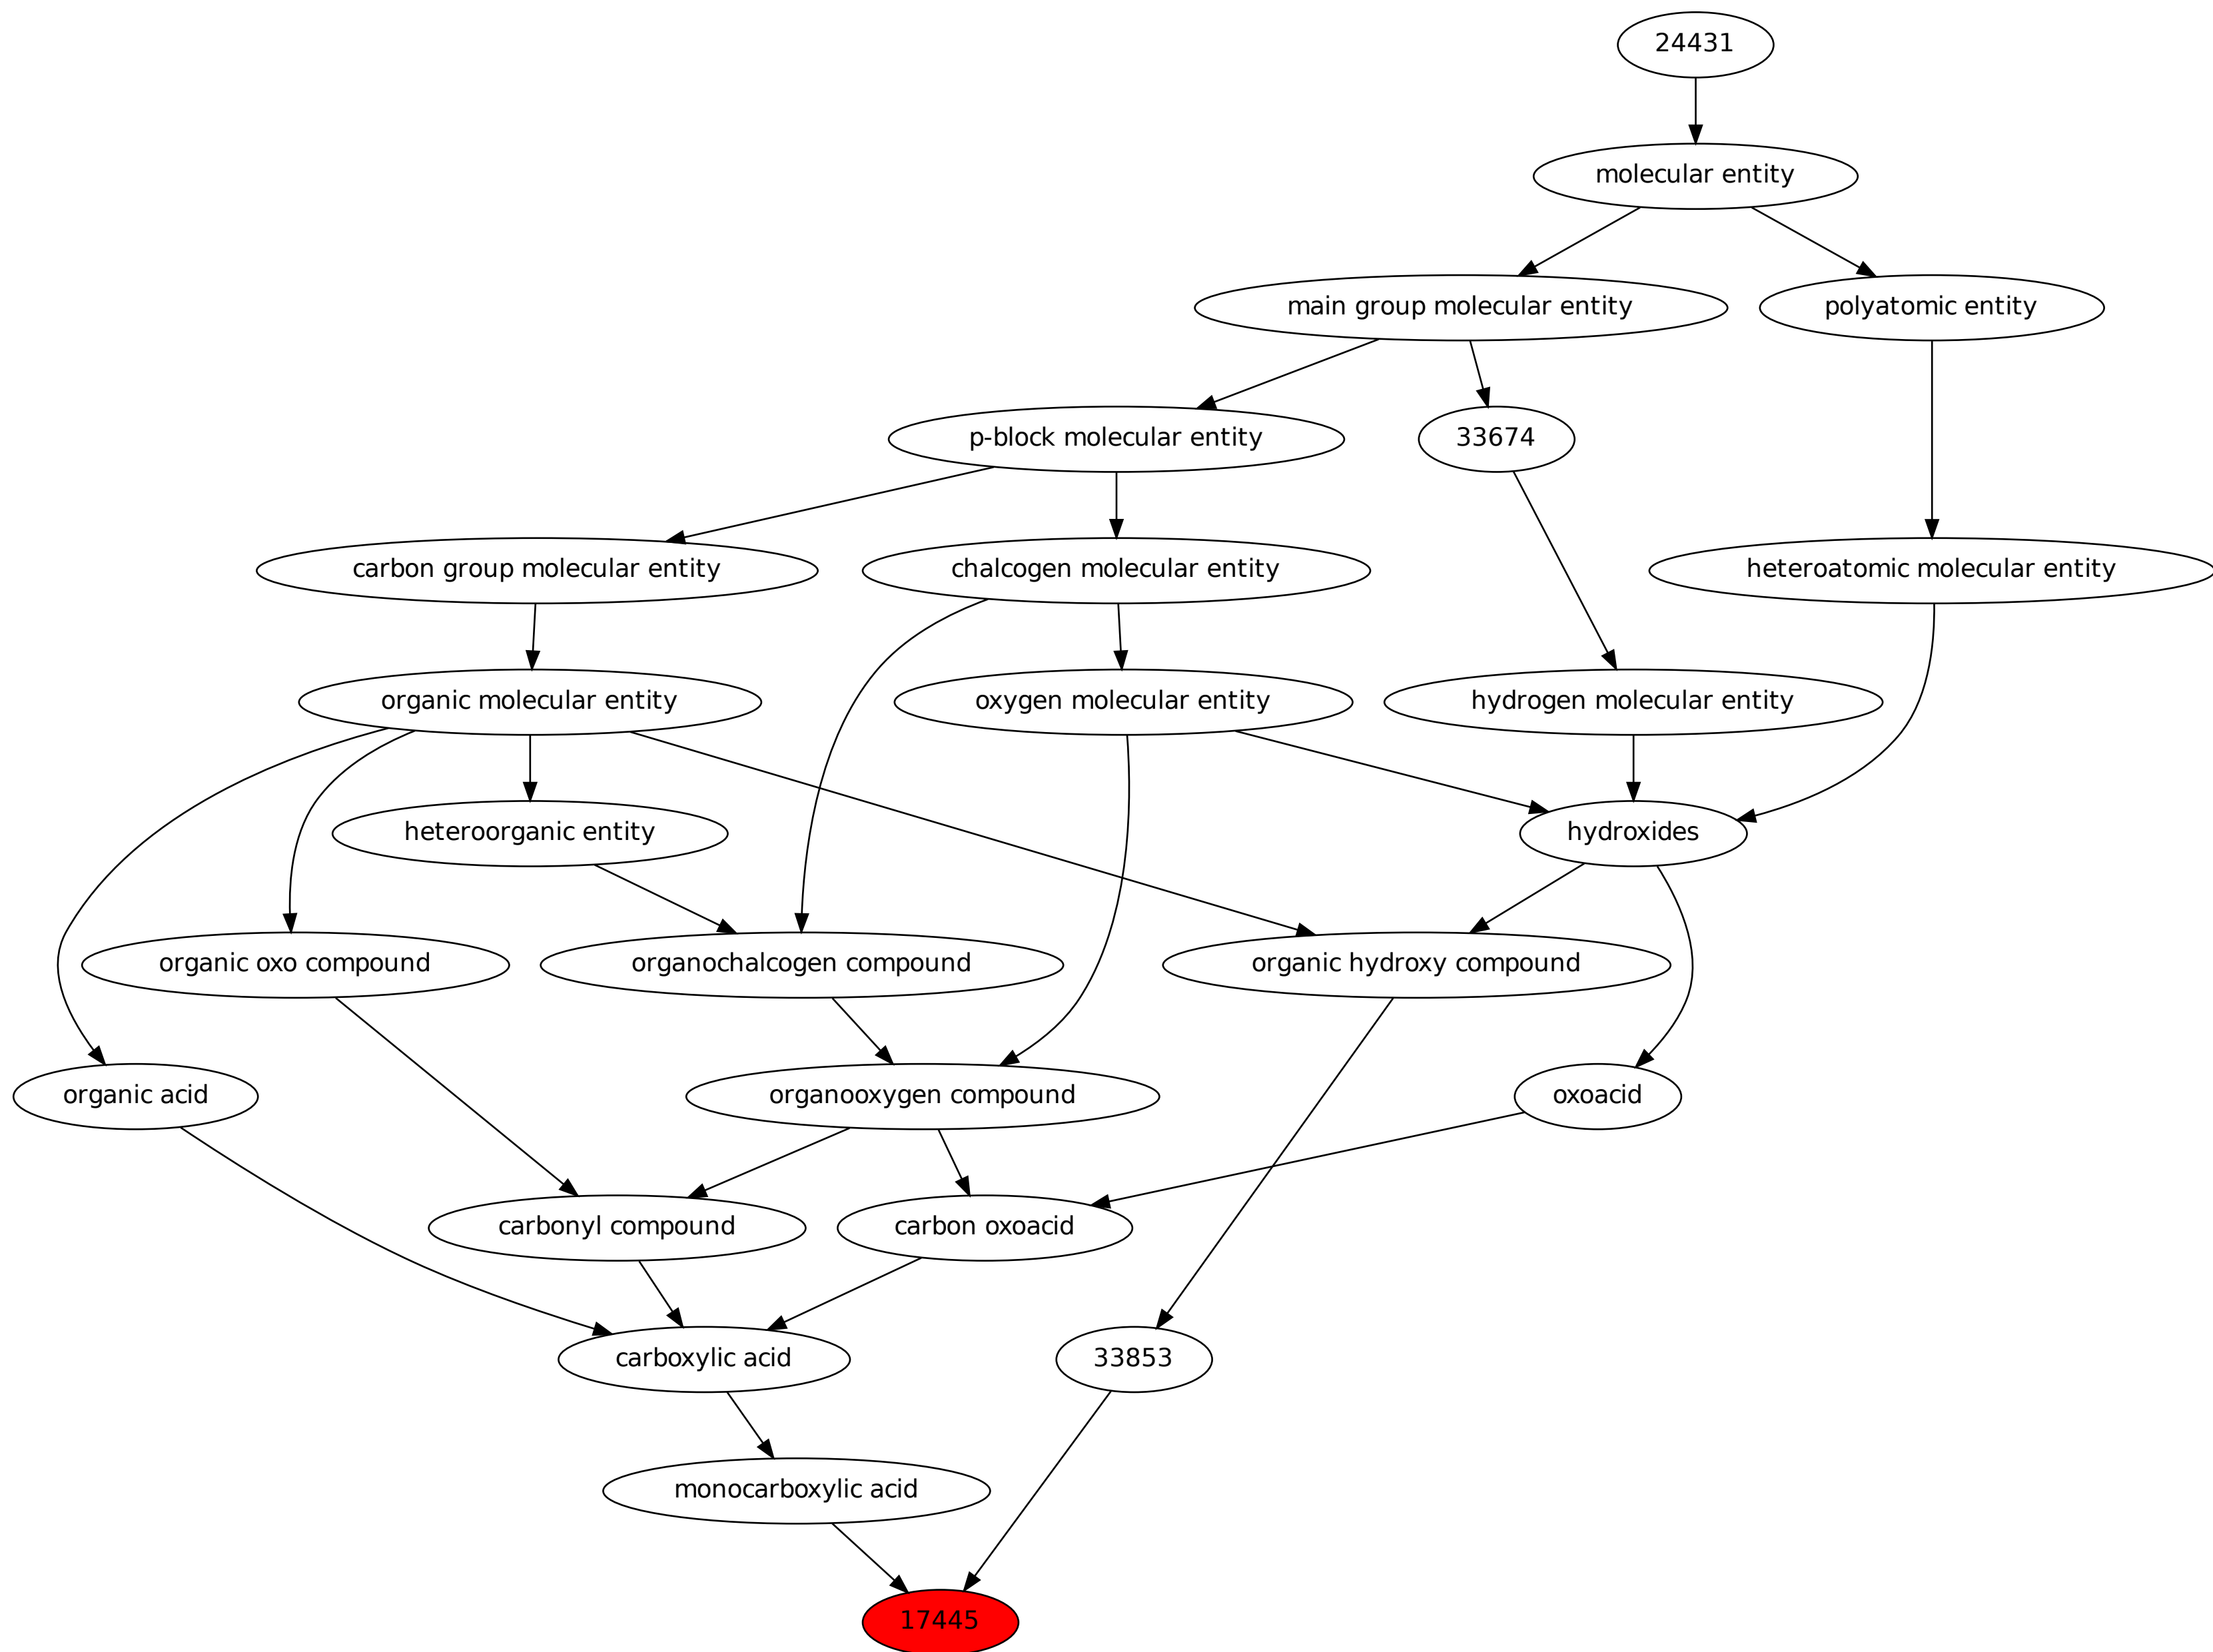 24431
molecular entity
main group molecular entity
polyatomic entity
p-block molecular entity
33674
carbon group molecular entity
chalcogen molecular entity
heteroatomic molecular entity
organic molecular entity
oxygen molecular entity
hydrogen molecular entity
heteroorganic entity
hydroxides
organic oxo compound
organochalcogen compound
organic hydroxy compound
organic acid
organooxygen compound
oxoacid
carbonyl compound
carbon oxoacid
carboxylic acid
33853
monocarboxylic acid
17445